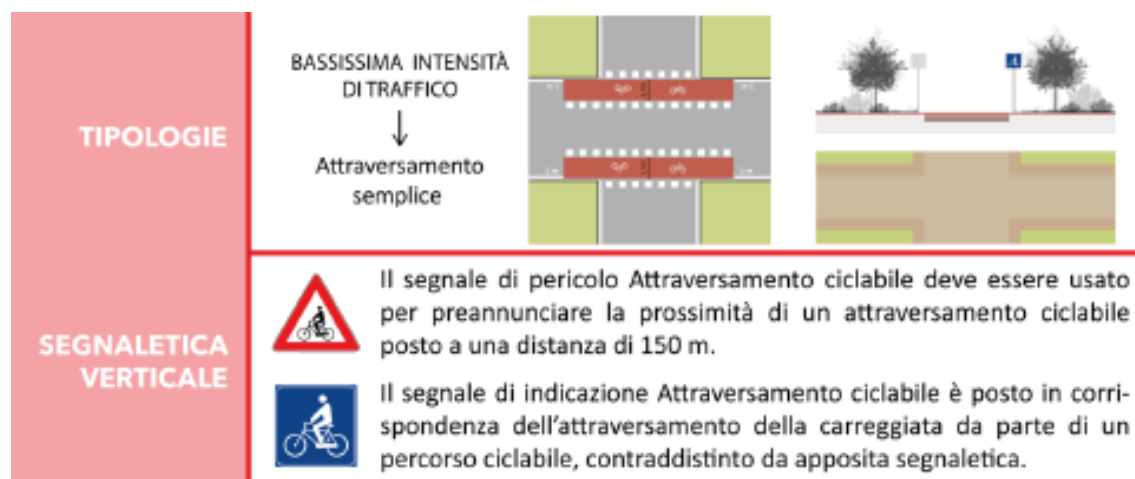 TIPOLOGIE
BASSISSIMA INTENSITÀ
DI TRAFFICO
Attraversamento
semplice
SEGNALETICA
VERTICALE
Il segnale di pericolo Attraversamento ciclabile deve essere usato
per preannunciare la prossimità di un attraversamento ciclabile
posto a una distanza di 150 m.
Il segnale di indicazione Attraversamento ciclabile è posto in corri-
spondenza dell'attraversamento della carreggiata da parte di un
percorso ciclabile, contraddistinto da apposita segnaletica.